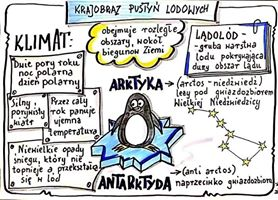 KRAJOBRAZ PUSTYŃ LODOWYCH
KLIMAT:
Dwie pory roku
noc polarna
dzień polarny
Silny,
porywisty
wiatr
Przez cały
rok panuje
ujemna
temperatura
Niewielkie opady
śniegu, który nie
topnieje a przekształca
się w lód
obejmuje rozległe
obszary, wokół
biegunów Ziemi
LĄDOLÓD-
-gruba warstwa
lodu pokrywająca
duży obszar lądu
ARKTYKA
(arctos - niedźwiedź)
leży pod gwiazdozbiorem
Wielkiej Niedźwiedzicy
ANTARKTYDA
(anti arctos)
naprzeciwko gwiazdozbioru